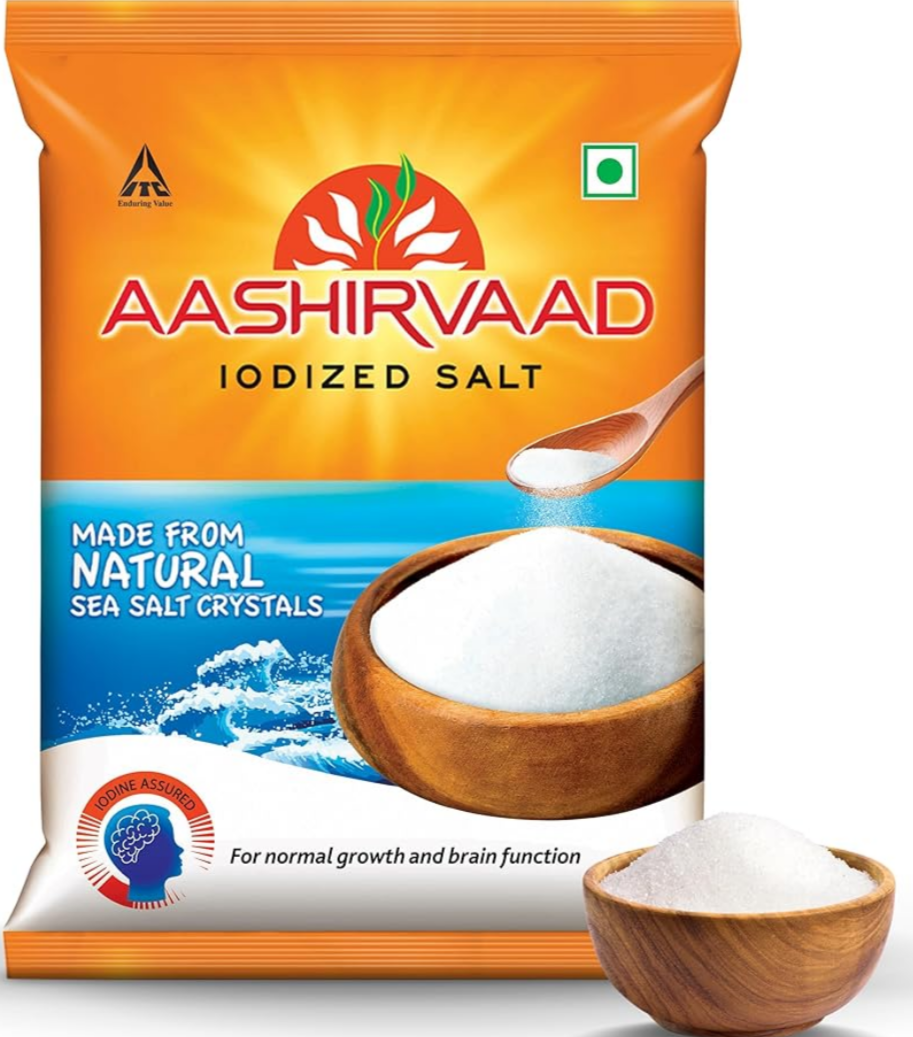 ITC
Enduring Value
AASHIRVAAD
IODIZED SALT
MADE FROM
NATURAL
SEA SALT CRYSTALS
IODINE ASSURED
For normal growth and brain function